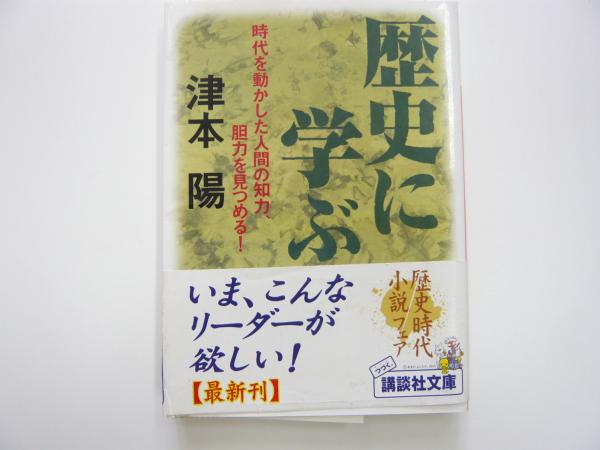 歴史に
学ぶ
時代を動かした人間の知力、
胆力を見つめる!
津本 陽
いま、こんな
リーダーが
欲しい!
【最新刊】
歴史時代
小説フェア
つづく、
講談社文庫